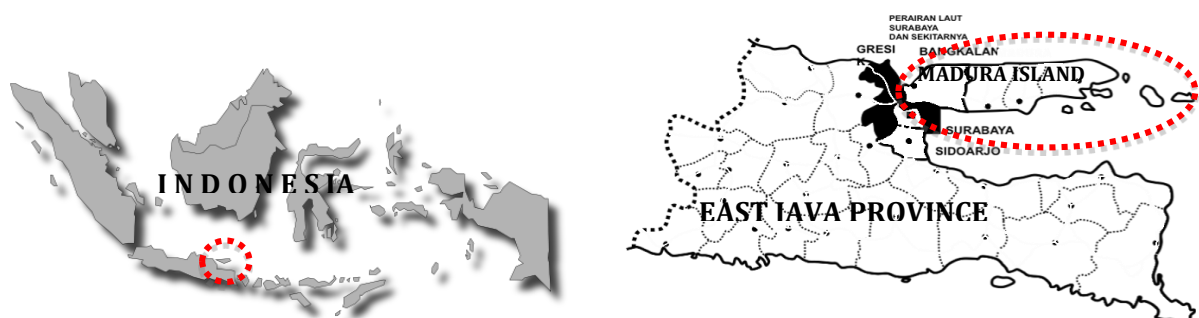 INDONESIA
PERAIRAN LAUT
SURABAYA
DAN SEKITARNYA
GRESI
K
BANGKALAN
MADURA ISLAND
SURABAYA
SIDOARJO
EAST JAVA PROVINCE